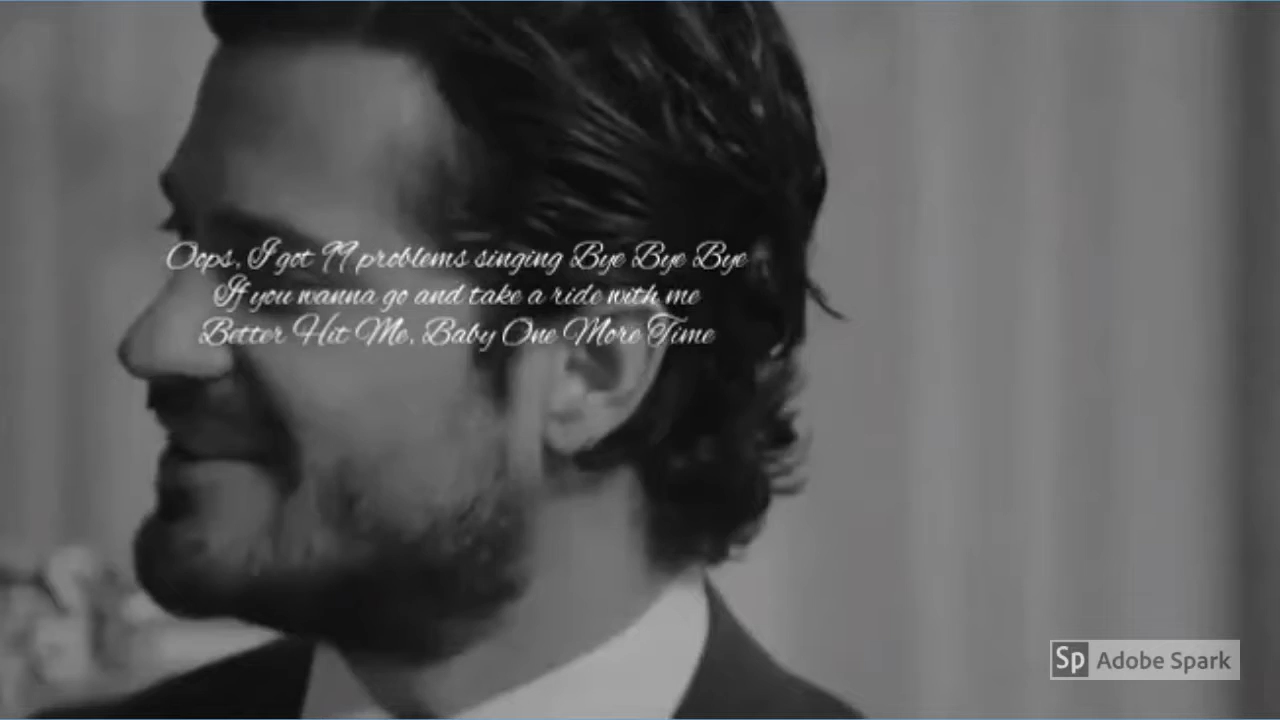 Oops, I got 99 problems singing Bye Bye Bye
If you wanna go and take a ride with me
Better Hit Me, Baby One More Time
Sp Adobe Spark